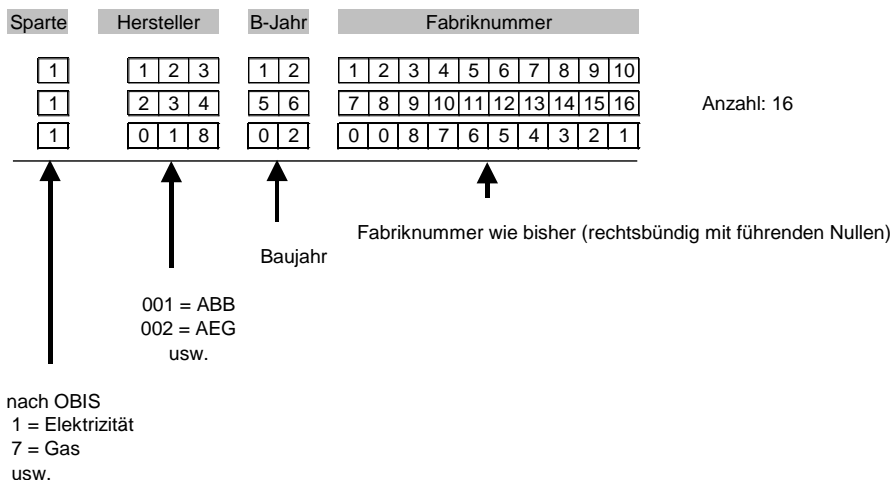 Sparte Hersteller B-Jahr Fabriknummer
1 1 2 3 1 2 1 2 3 4 5 6 7 8 9 10
1 2 3 4 5 6 7 8 9 10 11 12 13 14 15 16 Anzahl: 16
1 0 1 8 0 2 0 0 8 7 6 5 4 3 2 1
Fabriknummer wie bisher (rechtsbündig mit führenden Nullen)
Baujahr
001 = ABB
002 = AEG
usw.
nach OBIS
1 = Elektrizität
7 = Gas
usw.